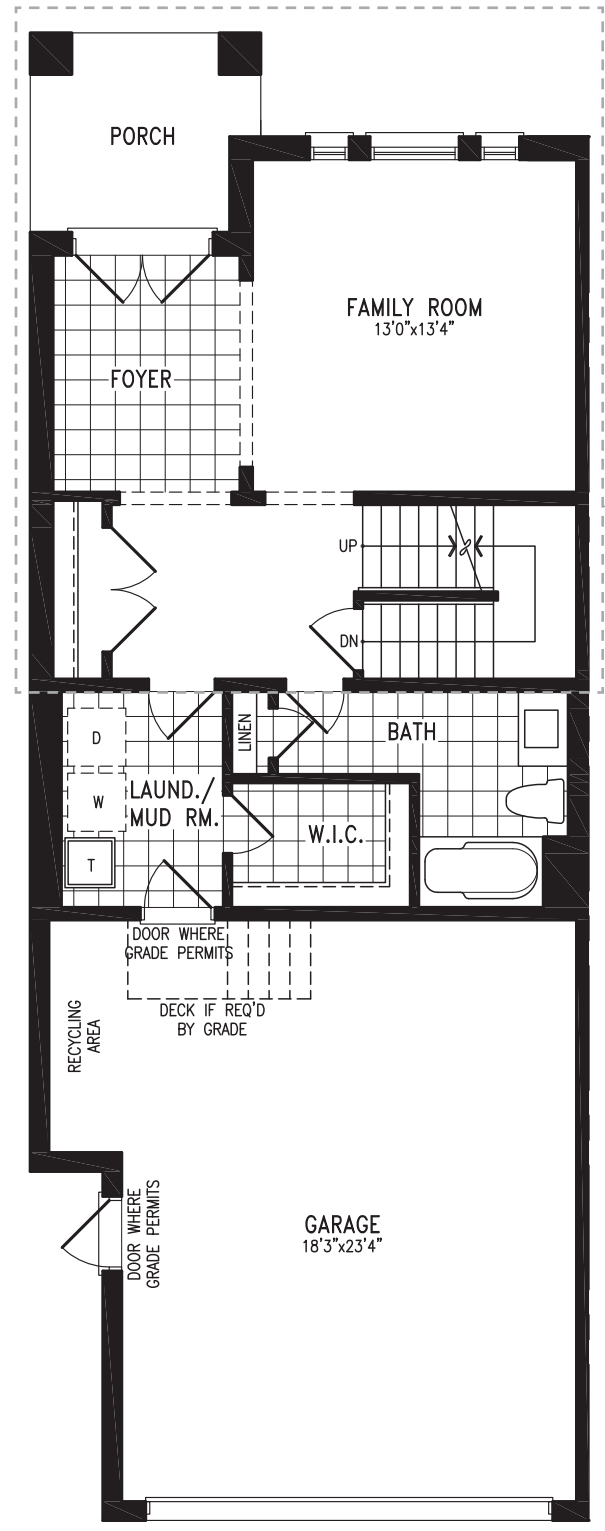 PORCH
FAMILY ROOM
13'0"x13'4"
FOYER
UP
DN
LINEN
BATH
D
W
LAUND./
MUD RM.
T
W.I.C.
DOOR WHERE
GRADE PERMITS
DECK IF REQ'D
BY GRADE
RECYCLING
AREA
DOOR WHERE
GRADE PERMITS
GARAGE
18'3"x23'4"